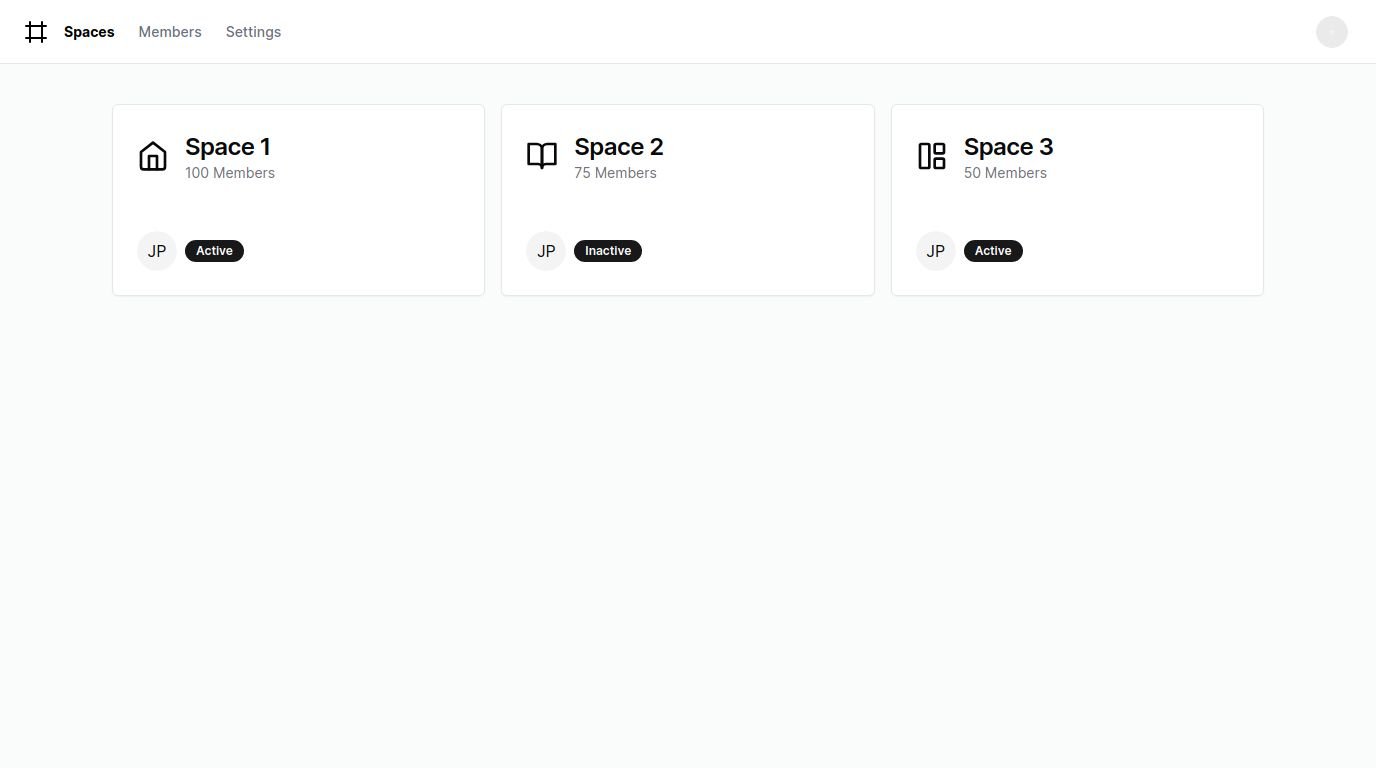 Spaces Members Settings
Space 1
100 Members
JP Active
Space 2
75 Members
JP Inactive
Space 3
50 Members
JP Active